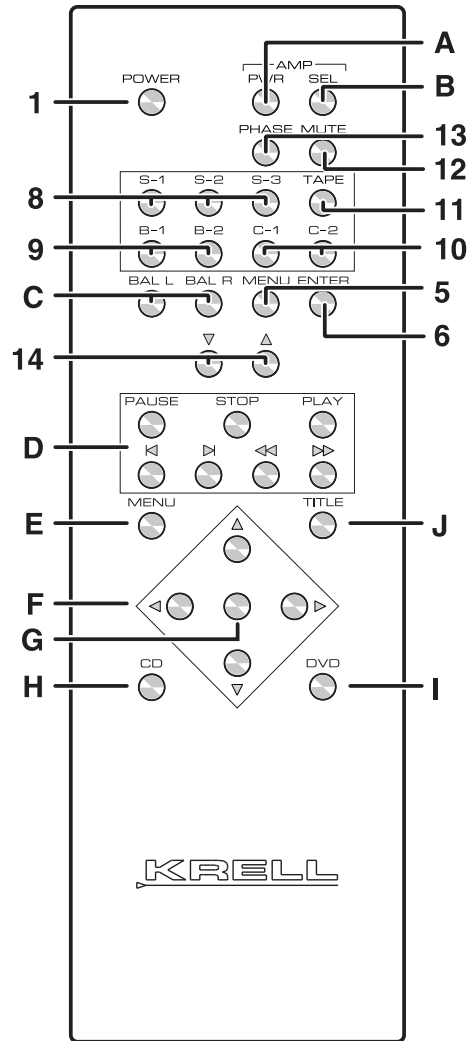 A
AMP
POWER PWR SEL
1 B
PHASE MUTE 13
12
S-1 S-2 S-3 TAPE
8 11
B-1 B-2 C-1 C-2
9 10
BAL L BAL R MENU ENTER
C 5
6
▼ ▲
14
PAUSE STOP PLAY
D
MENU TITLE
E J
F
G
CD DVD
H I
KRELL